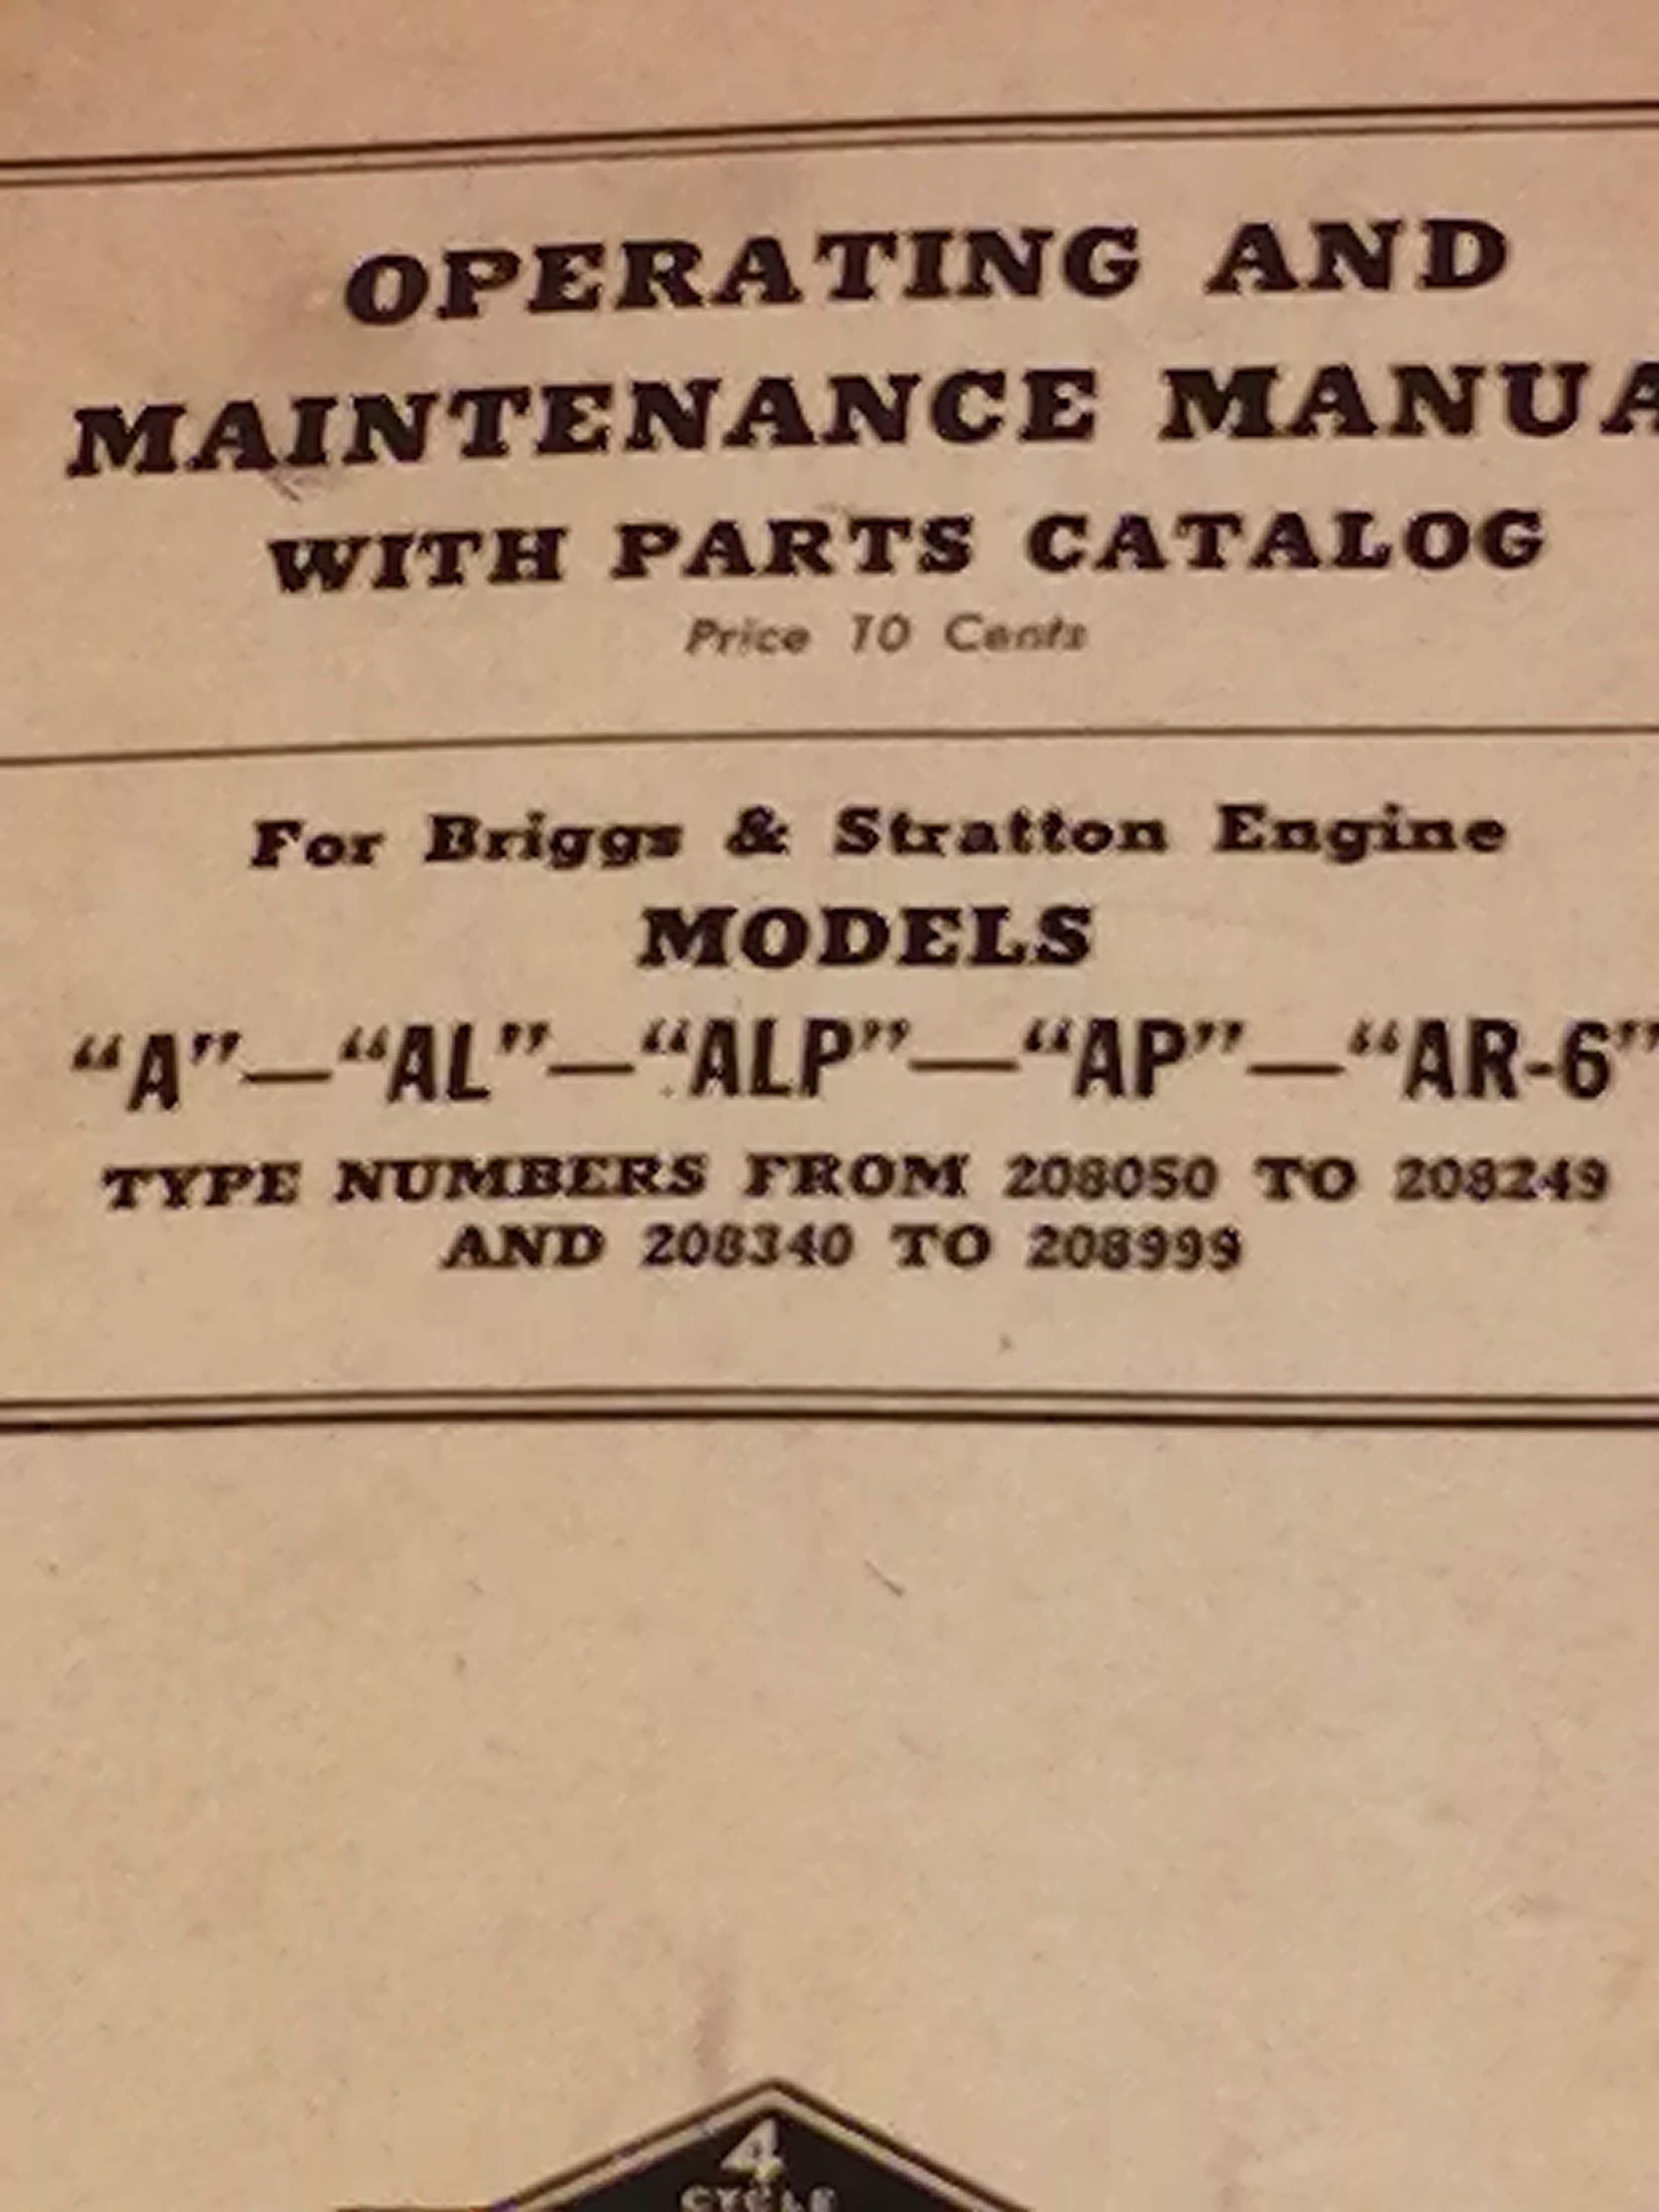 OPERATING AND
MAINTENANCE MANUA
WITH PARTS CATALOG
Price 10 Cents
For Briggs & Stratton Engine
MODELS
“A”—“AL”—“ALP”—“AP”—“AR-6”
TYPE NUMBERS FROM 208050 TO 208249
AND 208340 TO 208999
4
CYCLE